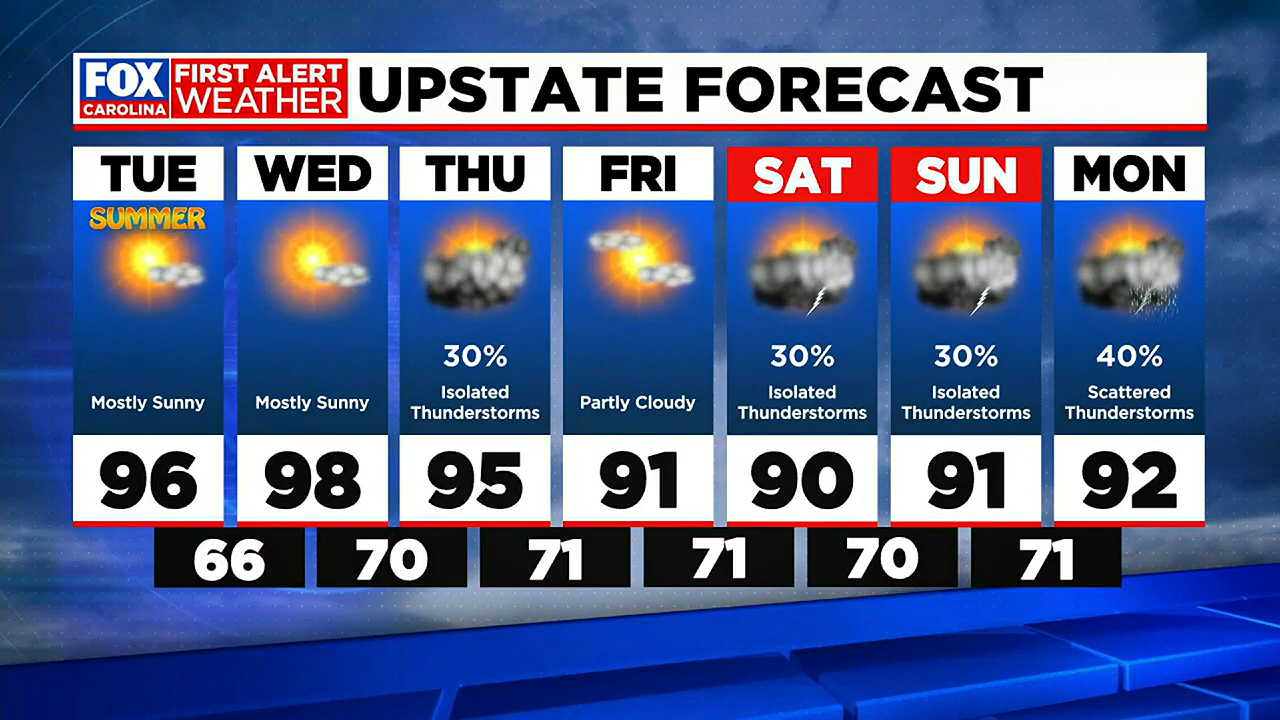 FOX
CAROLINA
FIRST ALERT
WEATHER
UPSTATE FORECAST
TUE
WED
THU
FRI
SAT
SUN
MON
SUMMER
30%
30%
30%
40%
Mostly Sunny
Mostly Sunny
Isolated
Thunderstorms
Partly Cloudy
Isolated
Thunderstorms
Isolated
Thunderstorms
Scattered
Thunderstorms
96
98
95
91
90
91
92
66
70
71
71
70
71